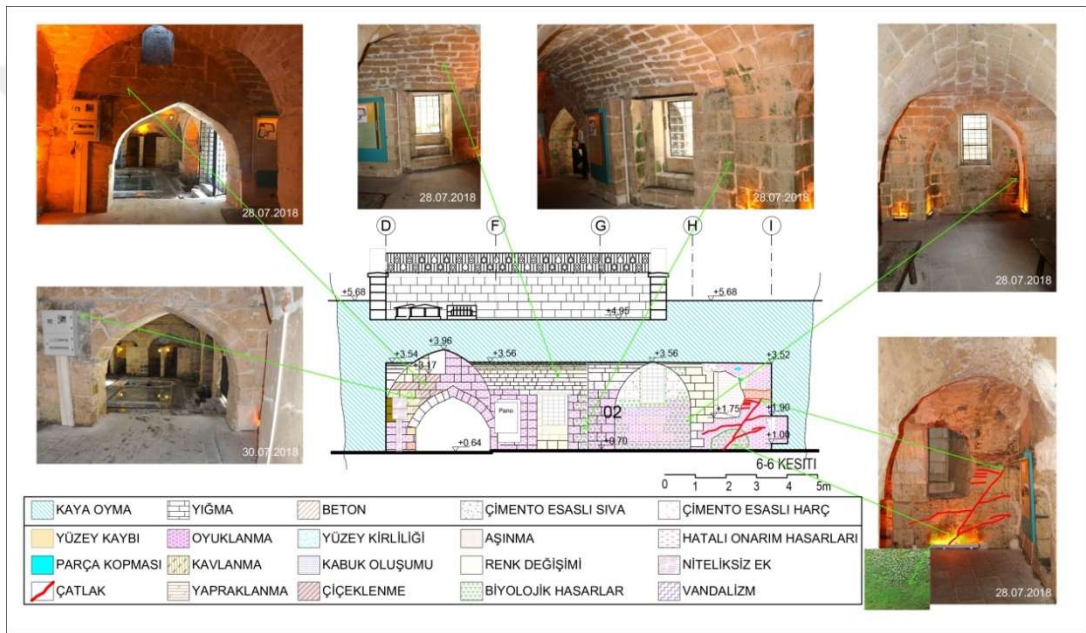 28.07.2018
28.07.2018
28.07.2018
28.07.2018
D F G H I
+5.68 +5.68
+4.95
+3.96
+3.54 +3.56 +3.56 +3.52
+3.17
Pano
02
+1.75 +1.90
+0.64 +0.70 +1.00
30.07.2018
6-6 KESİTİ
0 1 2 3 4 5m
28.07.2018
KAYA OYMA YIĞMA BETON ÇİMENTO ESASLI SIVA ÇİMENTO ESASLI HARÇ
YÜZEY KAYBI OYUKLANMA YÜZEY KİRLİLİĞİ AŞINMA HATALI ONARIM HASARLARI
PARÇA KOPMASI KAVLANMA KABUK OLUŞUMU RENK DEĞİŞİMİ NİTELİKSİZ EK
ÇATLAK YAPRAKLANMA ÇİÇEKLENME BİYOLOJİK HASARLAR VANDALİZM